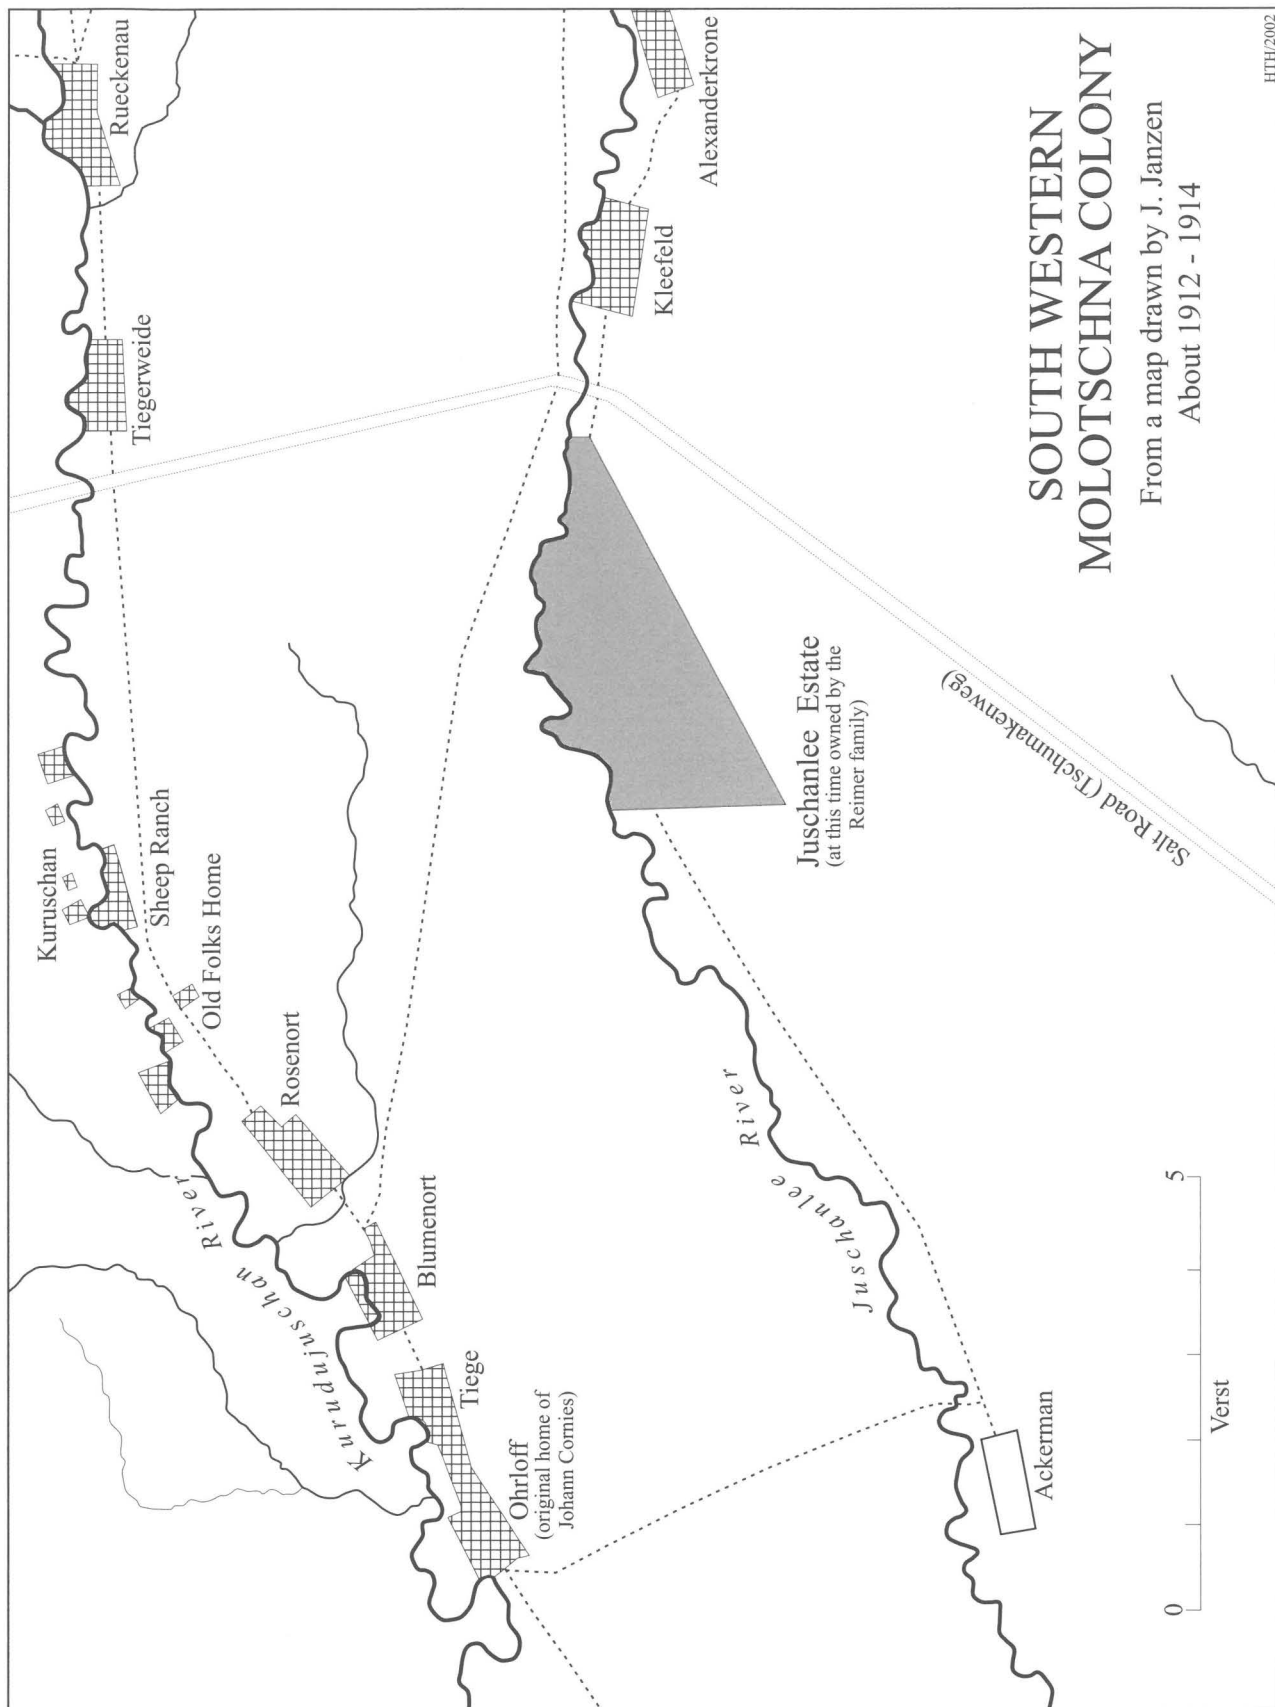 SOUTH WESTERN
MOLOTSCHNA COLONY
From a map drawn by J. Janzen
About 1912 - 1914
Rueckenau
Tiegerweide
Kuruschan
Sheep Ranch
Old Folks Home
Rosenort
Blumenort
Tiege
Ohrloff
(original home of
Johann Cornies)
Kurudujuschan River
Alexanderkrone
Kleefeld
Juschanlee Estate
(at this time owned by the
Reimer family)
Salt Road (Tschumakenweg)
Juschanlee River
Ackerman
0 5
Verst
HTH/2002